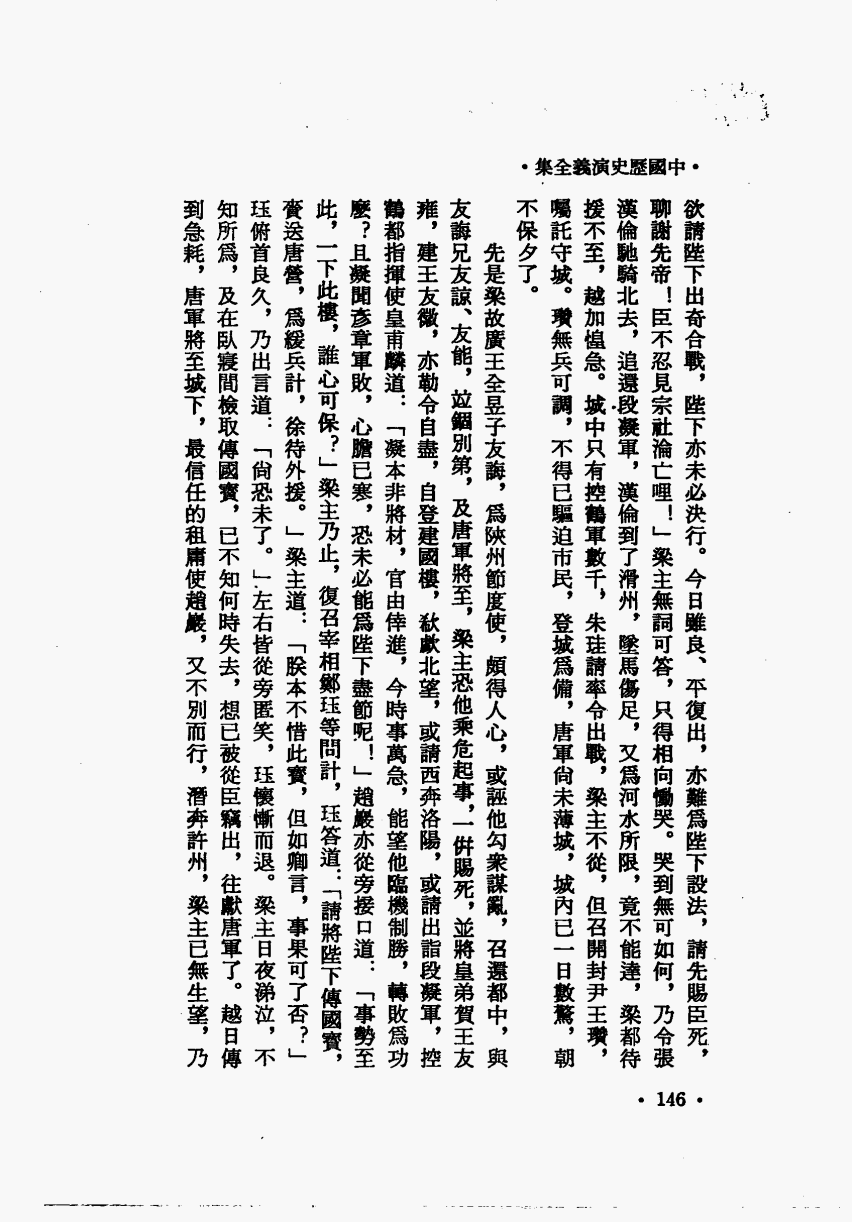 •中國歷史演義全集•
欲請陛下出奇合戰，陛下亦未必決行。今日雖良、平復出，亦難爲陛下設法，請先賜臣死，
聊謝先帝！臣不忍見宗社淪亡哩！」梁主無詞可答，只得相向慟哭。哭到無可如何，乃令張
漢倫馳騎北去，追還段凝軍，漢倫到了滑州，墜馬傷足，又爲河水所限，竟不能達，梁都待
援不至，越加惶急。城中只有控鶴軍數千，朱珪請率令出戰，梁主不從，但召開封尹王瓚，
囑託守城。瓚無兵可調，不得已驅迫市民，登城爲備，唐軍尙未薄城，城內已一日數驚，朝
不保夕了。
先是梁故廣王全昱子友誨，爲陝州節度使，頗得人心，或誣他勾衆謀亂，召還都中，與
友誨兄友諒、友能，竝錮別第，及唐軍將至，梁主恐他乘危起事，一併賜死，並將皇弟賀王友
雍，建王友徽，亦勒令自盡，自登建國樓，欷歔北望，或請西奔洛陽，或請出詣段凝軍，控
鶴都指揮使皇甫麟道：「凝本非將材，官由倖進，今時事萬急，能望他臨機制勝，轉敗爲功
麼？且凝聞彥章軍敗，心膽已寒，恐未必能爲陛下盡節呢！」趙巖亦從旁接口道：「事勢至
此，一下此樓，誰心可保？」梁主乃止，復召宰相鄭珏等問計，珏答道：「請將陛下傳國寶，
賫送唐營，爲緩兵計，徐待外援。」梁主道：「朕本不惜此寶，但如卿言，事果可了否？」
珏俯首良久，乃出言道：「尙恐未了。」左右皆從旁匿笑，珏懷慚而退。梁主日夜涕泣，不
知所爲，及在臥寢間檢取傳國寶，已不知何時失去，想已被從臣竊出，往獻唐軍了。越日傳
到急耗，唐軍將至城下，最信任的租庸使趙巖，又不別而行，潛奔許州，梁主已無生望，乃
•146•